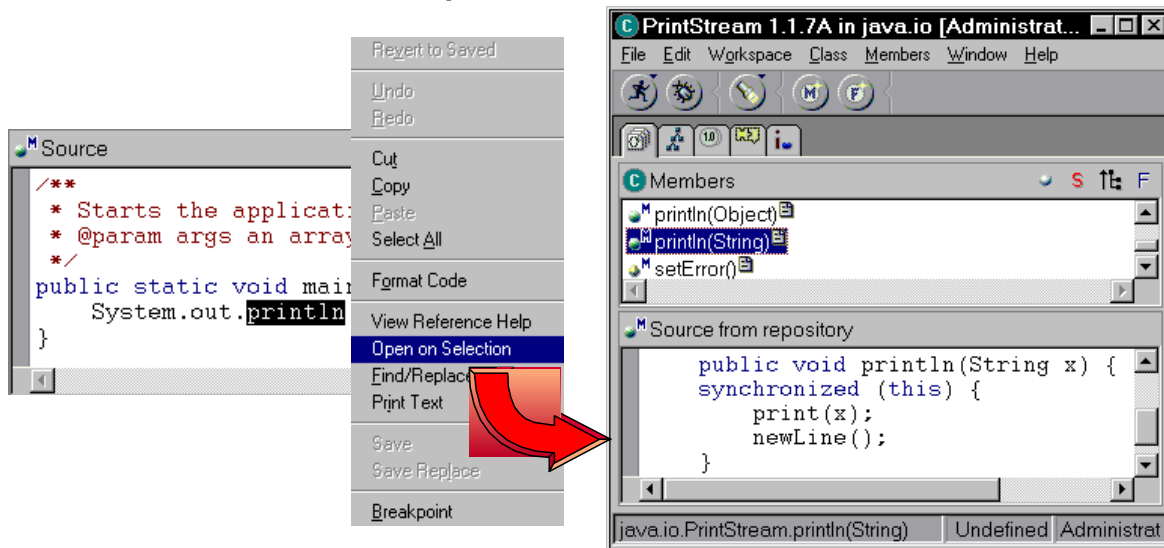 Source
/**
* Starts the applicati
* @param args an array
*/
public static void mair
System.out.println
}
Revert to Saved
Undo
Redo
Cut
Copy
Paste
Select All
Format Code
View Reference Help
Open on Selection
Find/Replace
Print Text
Save
Save Replace
Breakpoint
C PrintStream 1.1.7A in java.io [Administrat...
File Edit Workspace Class Members Window Help
M F
1.0
C Members S F
M println(Object)
M println(String)
M setError()
M Source from repository
public void println(String x) {
synchronized (this) {
print(x);
newLine();
}
java.io.PrintStream.println(String) Undefined Administrat